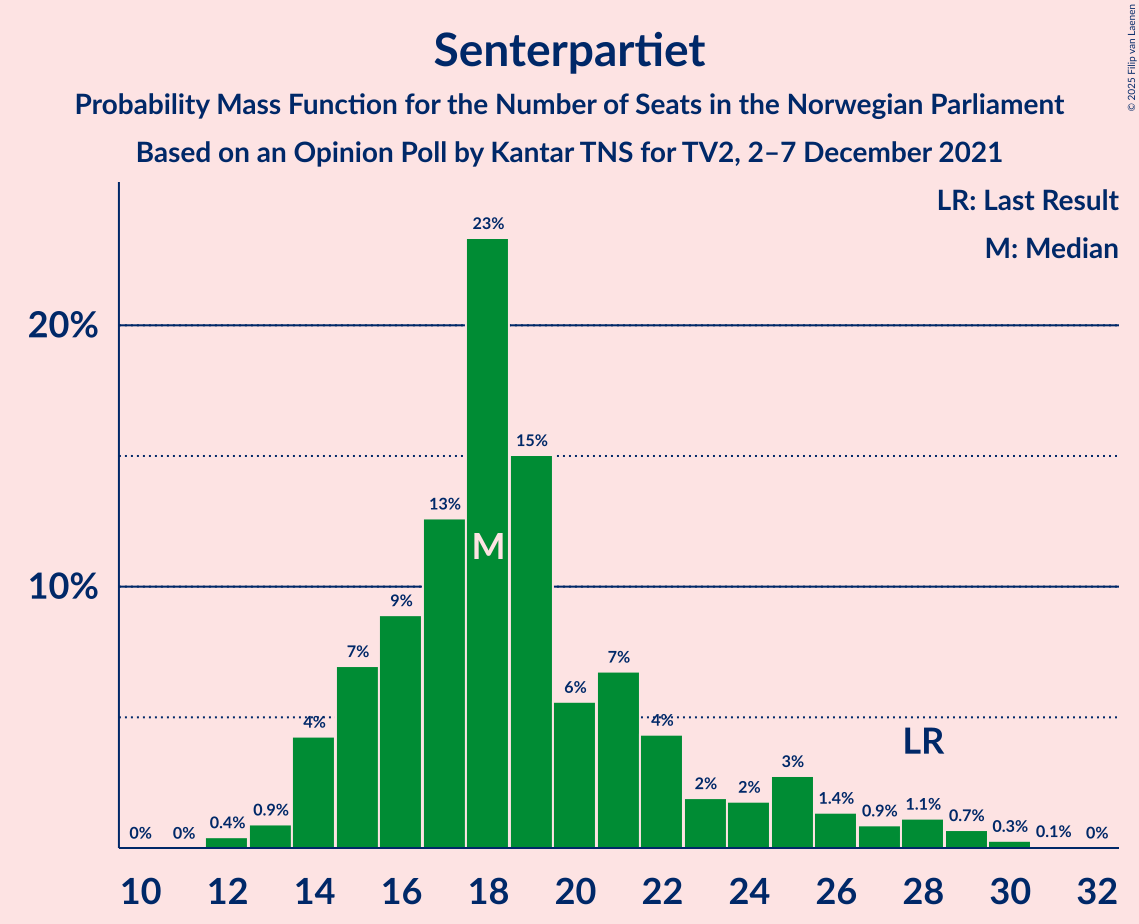 © 2025 Filip van Laenen
Senterpartiet
Probability Mass Function for the Number of Seats in the Norwegian Parliament
Based on an Opinion Poll by Kantar TNS for TV2, 2–7 December 2021
LR: Last Result
M: Median
20%
10%
0% 0% 0.4% 0.9% 4% 7% 9% 13% 23% 15% 6% 7% 4% 2% 2% 3% 1.4% 0.9% 1.1% 0.7% 0.3% 0.1% 0%
M
LR
10 12 14 16 18 20 22 24 26 28 30 32